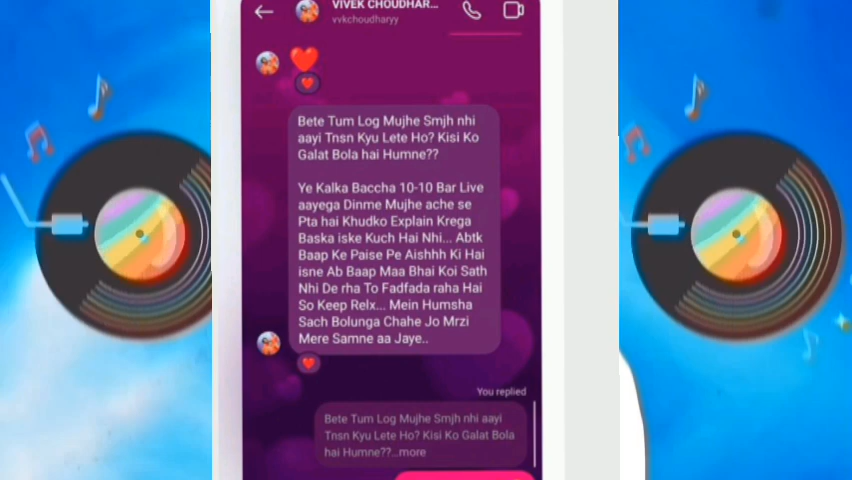 VIVEK CHOUDHAR...
vvkchoudharyy
Bete Tum Log Mujhe Smjh nhi
aayi Tnsn Kyu Lete Ho? Kisi Ko
Galat Bola hai Humne??
Ye Kalka Baccha 10-10 Bar Live
aayega Dinme Mujhe ache se
Pta hai Khudko Explain Krega
Baska iske Kuch Hai Nhi... Abtk
Baap Ke Paise Pe Aishhh Ki Hai
isne Ab Baap Maa Bhai Koi Sath
Nhi De rha To Fadfada raha Hai
So Keep Relx... Mein Humsha
Sach Bolunga Chahe Jo Mrzi
Mere Samne aa Jaye..
You replied
Bete Tum Log Mujhe Smjh nhi aayi
Tnsn Kyu Lete Ho? Kisi Ko Galat Bola
hai Humne??...more